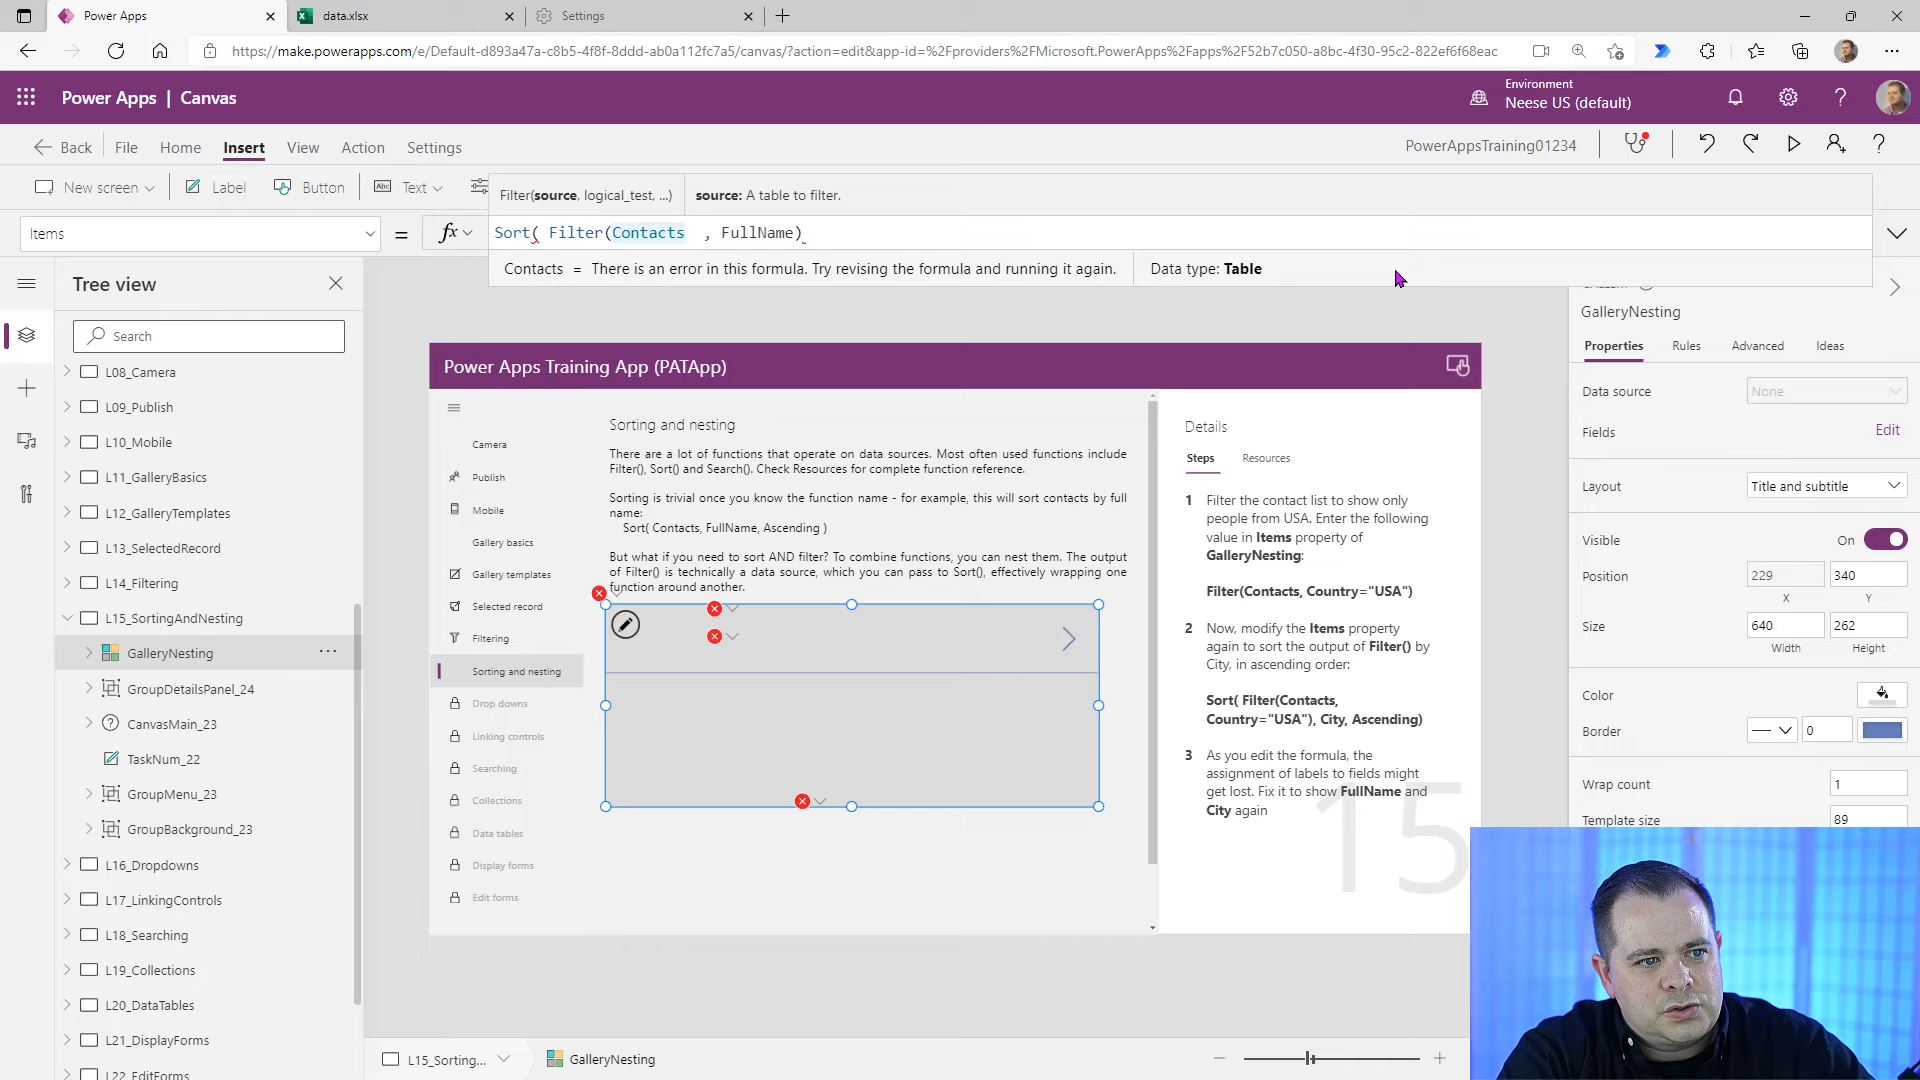 Power Apps
data.xlsx
Settings
https://make.powerapps.com/e/Default-d893a47a-c8b5-4f8f-8ddd-ab0a112fc7a5/canvas/?action=edit&app-id=%2Fproviders%2FMicrosoft.PowerApps%2Fapps%2F52b7c050-a8bc-4f30-95c2-822ef6f68eac
Power Apps | Canvas
Environment
Neese US (default)
Back
File
Home
Insert
View
Action
Settings
PowerAppsTraining01234
New screen
Label
Button
Abc
Text
Filter(source, logical_test, ...)
source: A table to filter.
Items
=
fx
Sort( Filter(Contacts , FullName)
Contacts = There is an error in this formula. Try revising the formula and running it again.
Data type: Table
Tree view
Search
L08_Camera
L09_Publish
L10_Mobile
L11_GalleryBasics
L12_GalleryTemplates
L13_SelectedRecord
L14_Filtering
L15_SortingAndNesting
GalleryNesting
GroupDetailsPanel_24
CanvasMain_23
TaskNum_22
GroupMenu_23
GroupBackground_23
L16_Dropdowns
L17_LinkingControls
L18_Searching
L19_Collections
L20_DataTables
L21_DisplayForms
L22_EditForms
Power Apps Training App (PATApp)
Camera
Publish
Mobile
Gallery basics
Gallery templates
Selected record
Filtering
Sorting and nesting
Drop downs
Linking controls
Searching
Collections
Data tables
Display forms
Edit forms
Sorting and nesting
There are a lot of functions that operate on data sources. Most often used functions include
Filter(), Sort() and Search(). Check Resources for complete function reference.
Sorting is trivial once you know the function name - for example, this will sort contacts by full
name:
Sort( Contacts, FullName, Ascending )
But what if you need to sort AND filter? To combine functions, you can nest them. The output
of Filter() is technically a data source, which you can pass to Sort(), effectively wrapping one
function around another.
Details
Steps
Resources
1 Filter the contact list to show only
people from USA. Enter the following
value in Items property of
GalleryNesting:
Filter(Contacts, Country="USA")
2 Now, modify the Items property
again to sort the output of Filter() by
City, in ascending order:
Sort( Filter(Contacts,
Country="USA"), City, Ascending)
3 As you edit the formula, the
assignment of labels to fields might
get lost. Fix it to show FullName and
City again
15
GalleryNesting
Properties
Rules
Advanced
Ideas
Data source
None
Fields
Edit
Layout
Title and subtitle
Visible
On
Position
229
340
X
Y
Size
640
262
Width
Height
Color
Border
0
Wrap count
1
Template size
89
L15_Sorting...
GalleryNesting